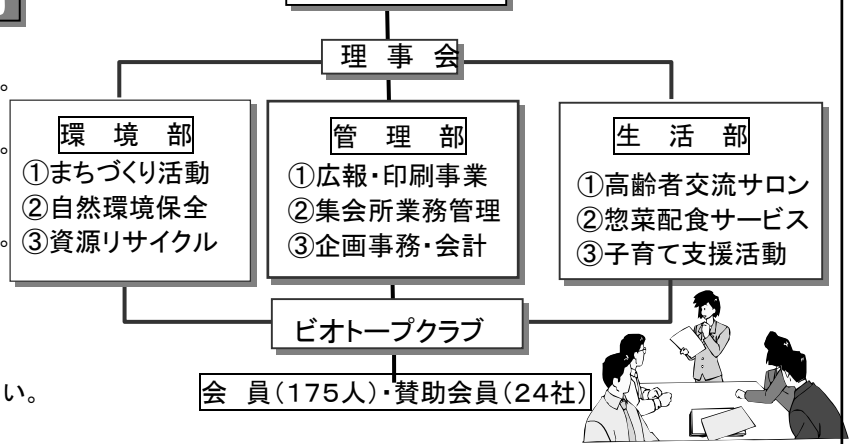 理 事 会
環 境 部
①まちづくり活動
②自然環境保全
③資源リサイクル
管 理 部
①広報・印刷事業
②集会所業務管理
③企画事務・会計
生 活 部
①高齢者交流サロン
②惣菜配食サービス
③子育て支援活動
ビオトープクラブ
会 員(175人)・賛助会員(24社)
。
。
。
い。